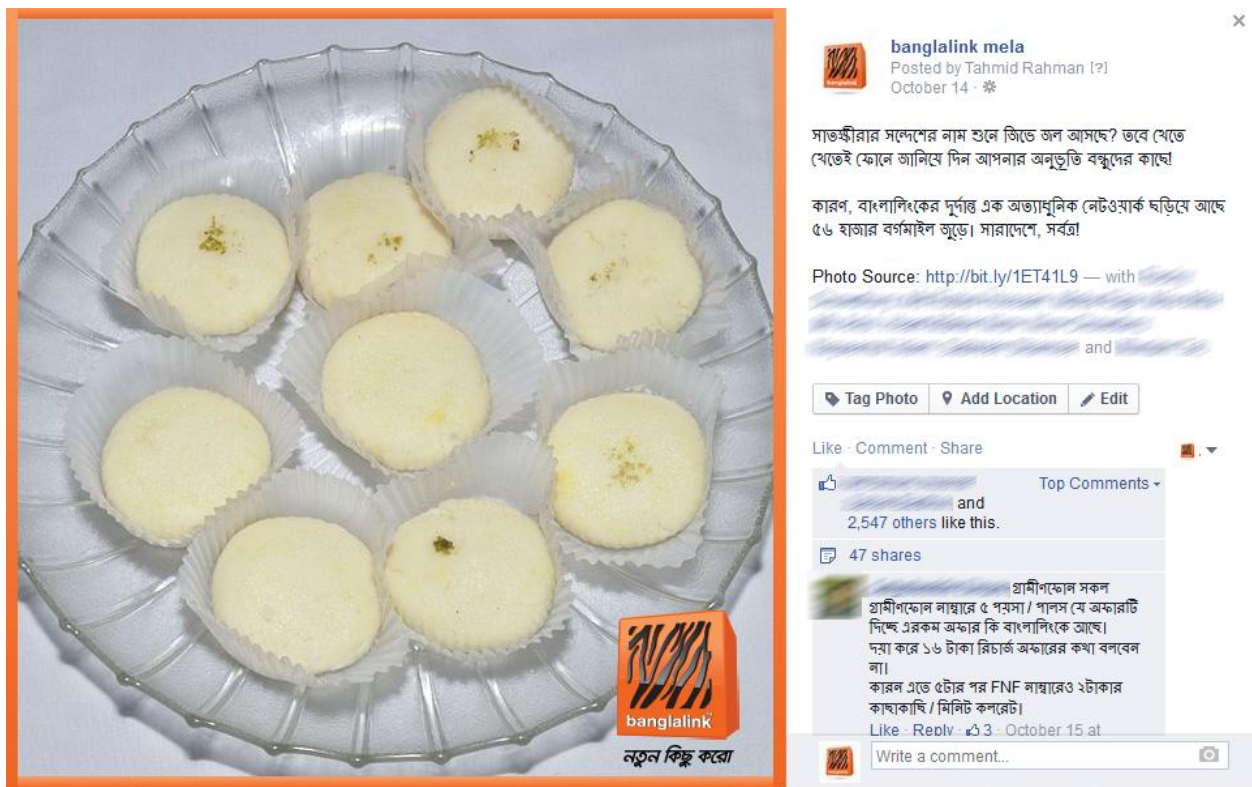 banglalink
নতুন কিছু করো
banglalink mela
Posted by Tahmid Rahman [?]
October 14 ·
সাতক্ষীরার সন্দেশের নাম শুনে জিভে জল আসছে? তবে খেতে
খেতেই ফোনে জানিয়ে দিন আপনার অনুভূতি বন্ধুদের কাছে!
কারণ, বাংলালিংকের দুর্দান্ত এক অত্যাধুনিক নেটওয়ার্ক ছড়িয়ে আছে
৫৬ হাজার বর্গমাইল জুড়ে। সারাদেশে, সর্বত্র!
Photo Source: http://bit.ly/1ET41L9 — with
and
Tag Photo Add Location Edit
Like · Comment · Share
Top Comments
and
2,547 others like this.
47 shares
গ্রামীণফোন সকল
গ্রামীণফোন নাম্বারে ৫ পয়সা / পালস যে অফারটি
দিচ্ছে এরকম অফার কি বাংলালিংকে আছে।
দয়া করে ১৬ টাকা রিচার্জ অফারের কথা বলবেন
না।
কারন এতে ৫টার পর FNF নাম্বারেও ২টাকার
কাছাকাছি / মিনিট কলরেট।
Like · Reply · 3 · October 15 at
Write a comment...